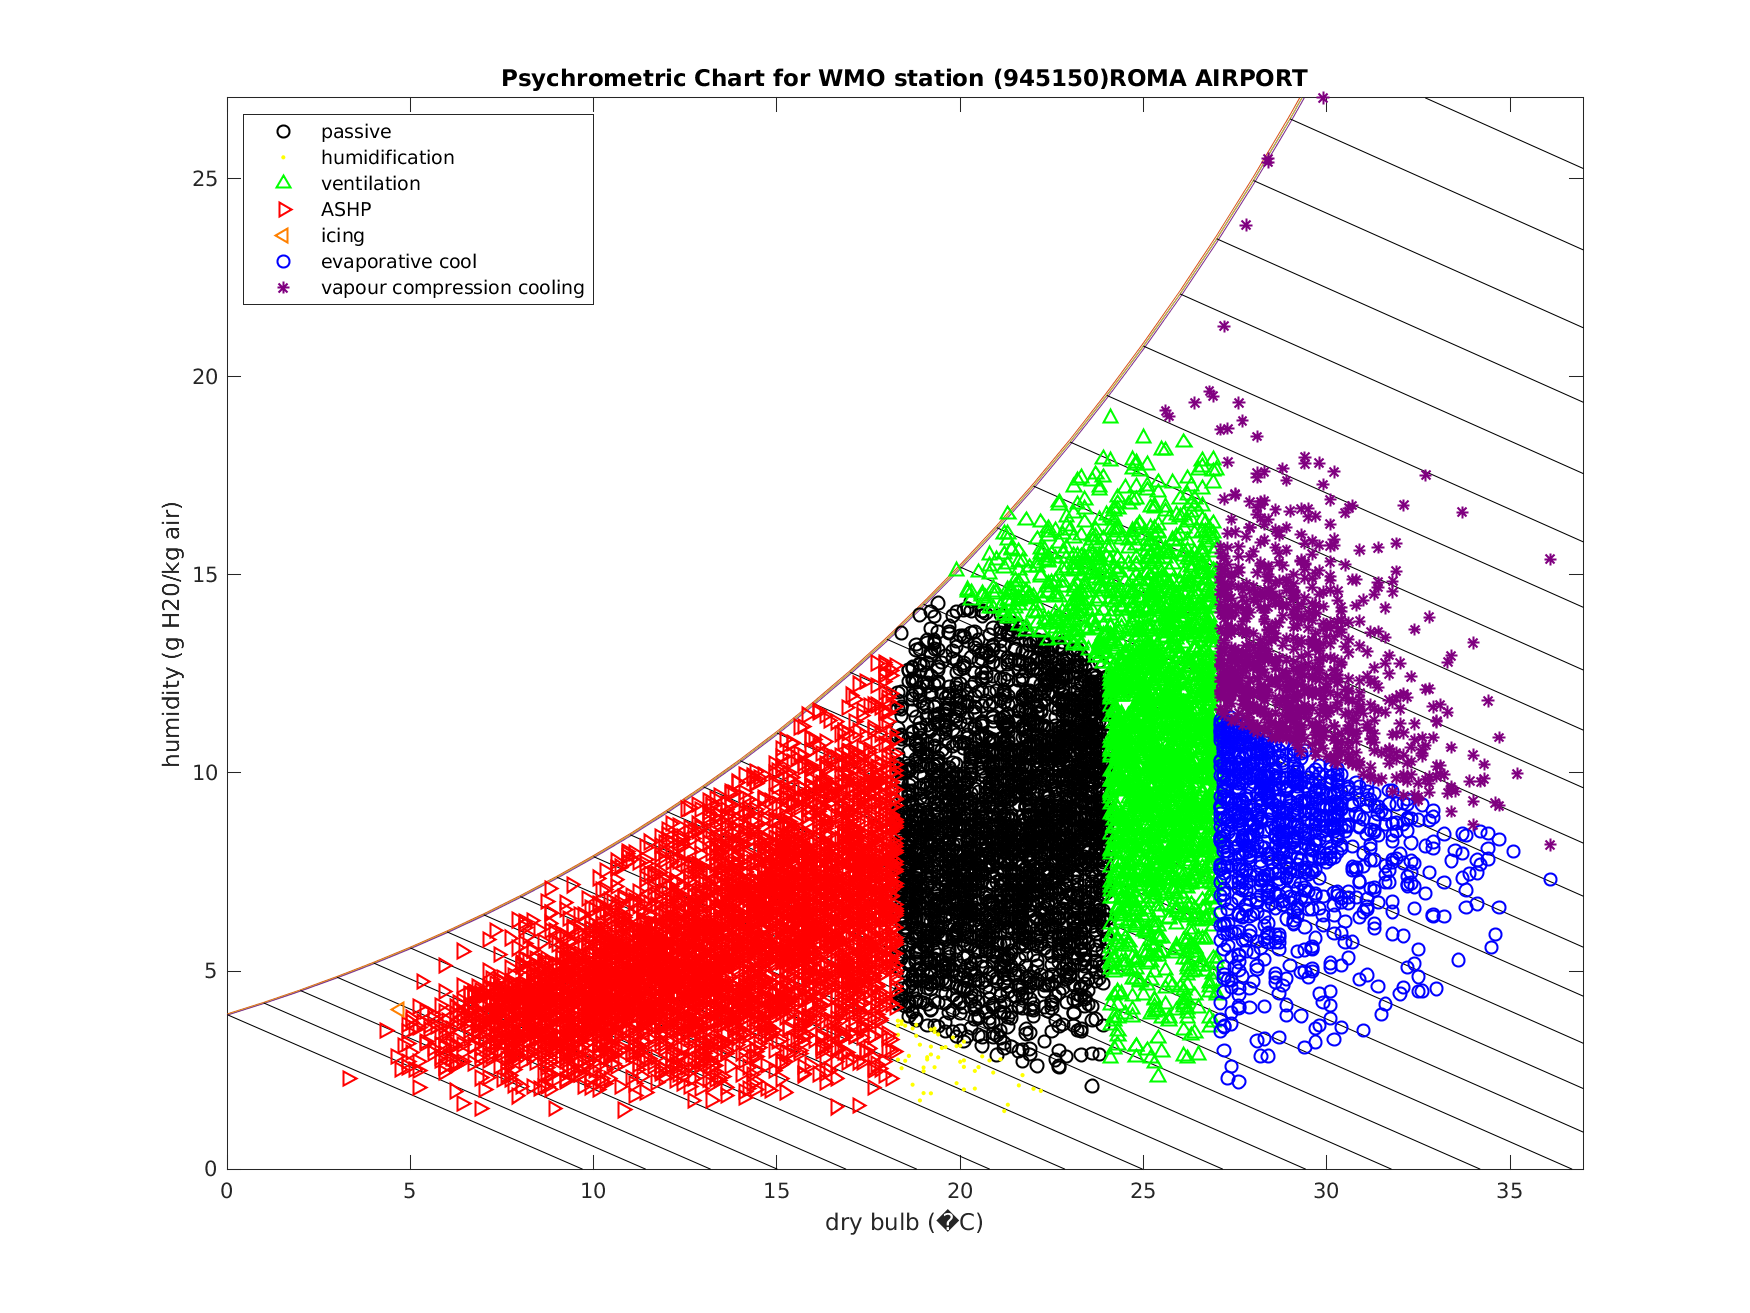 Psychrometric Chart for WMO station (945150)ROMA AIRPORT
passive
humidification
ventilation
ASHP
icing
evaporative cool
vapour compression cooling
humidity (g H20/kg air)
25
20
15
10
5
0
0 5 10 15 20 25 30 35
dry bulb (�C)